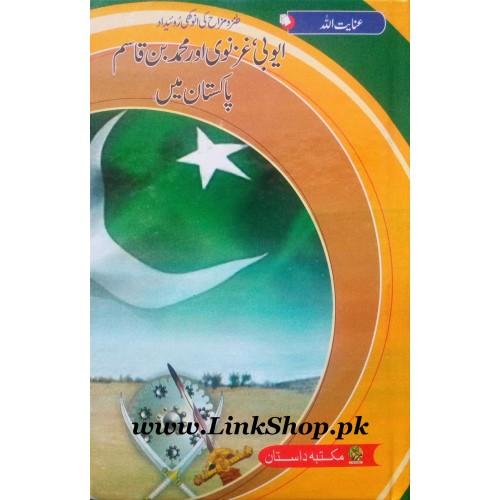 عنایت اللہ
طنز و مزاح کی انوکھی روئیداد
ایوبی، غزنوی اور محمد بن قاسم
پاکستان میں
www.LinkShop.pk
مکتبہ داستان